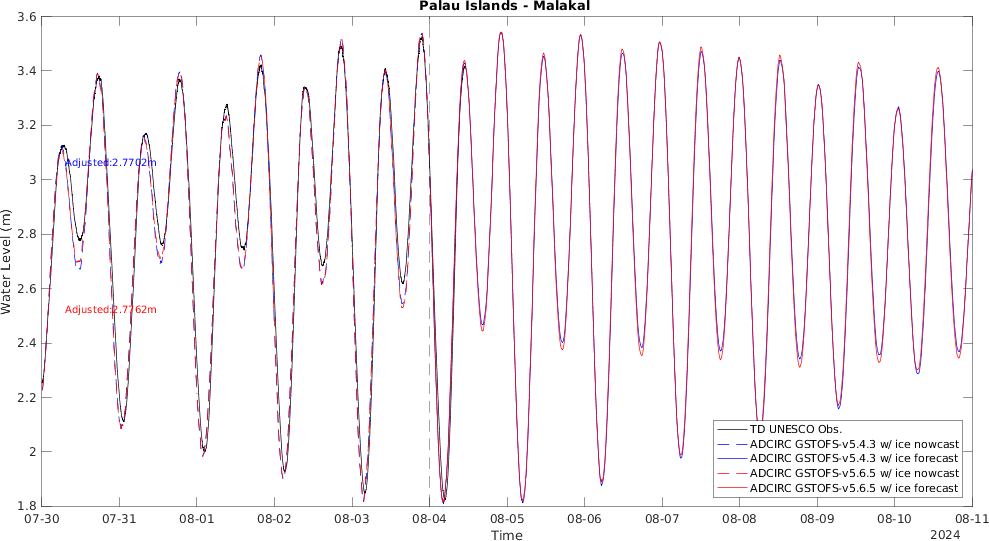 Palau Islands - Malakal
3.6
3.4
3.2
3
2.8
2.6
2.4
2.2
2
1.8
Water Level (m)
Adjusted:2.7702m
Adjusted:2.7762m
TD UNESCO Obs.
ADCIRC GSTOFS-v5.4.3 w/ ice nowcast
ADCIRC GSTOFS-v5.4.3 w/ ice forecast
ADCIRC GSTOFS-v5.6.5 w/ ice nowcast
ADCIRC GSTOFS-v5.6.5 w/ ice forecast
07-30 07-31 08-01 08-02 08-03 08-04 08-05 08-06 08-07 08-08 08-09 08-10 08-11
Time
2024